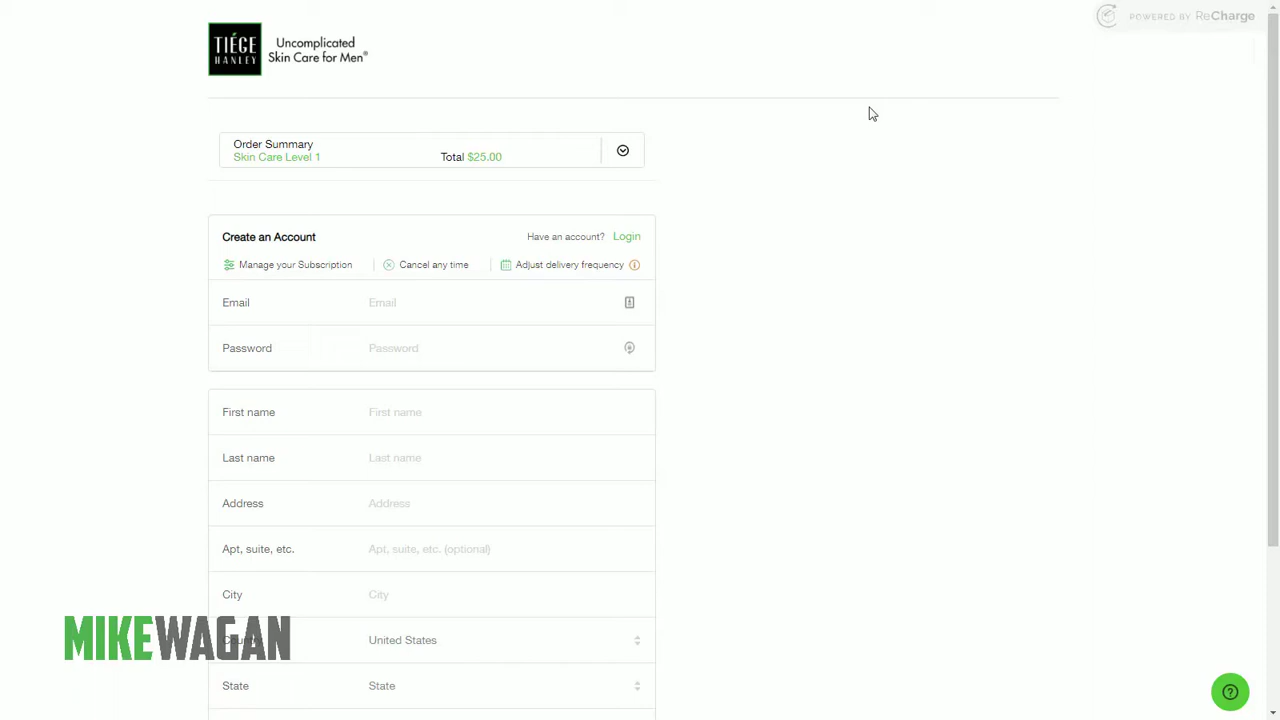 POWERED BY ReCharge
TIÉGE
HANLEY
Uncomplicated
Skin Care for Men®
Order Summary
Skin Care Level 1
Total $25.00
Create an Account
Have an account? Login
Manage your Subscription
Cancel any time
Adjust delivery frequency
Email
Email
Password
Password
First name
First name
Last name
Last name
Address
Address
Apt, suite, etc.
Apt, suite, etc. (optional)
City
City
United States
MIKEWAGAN
State
State